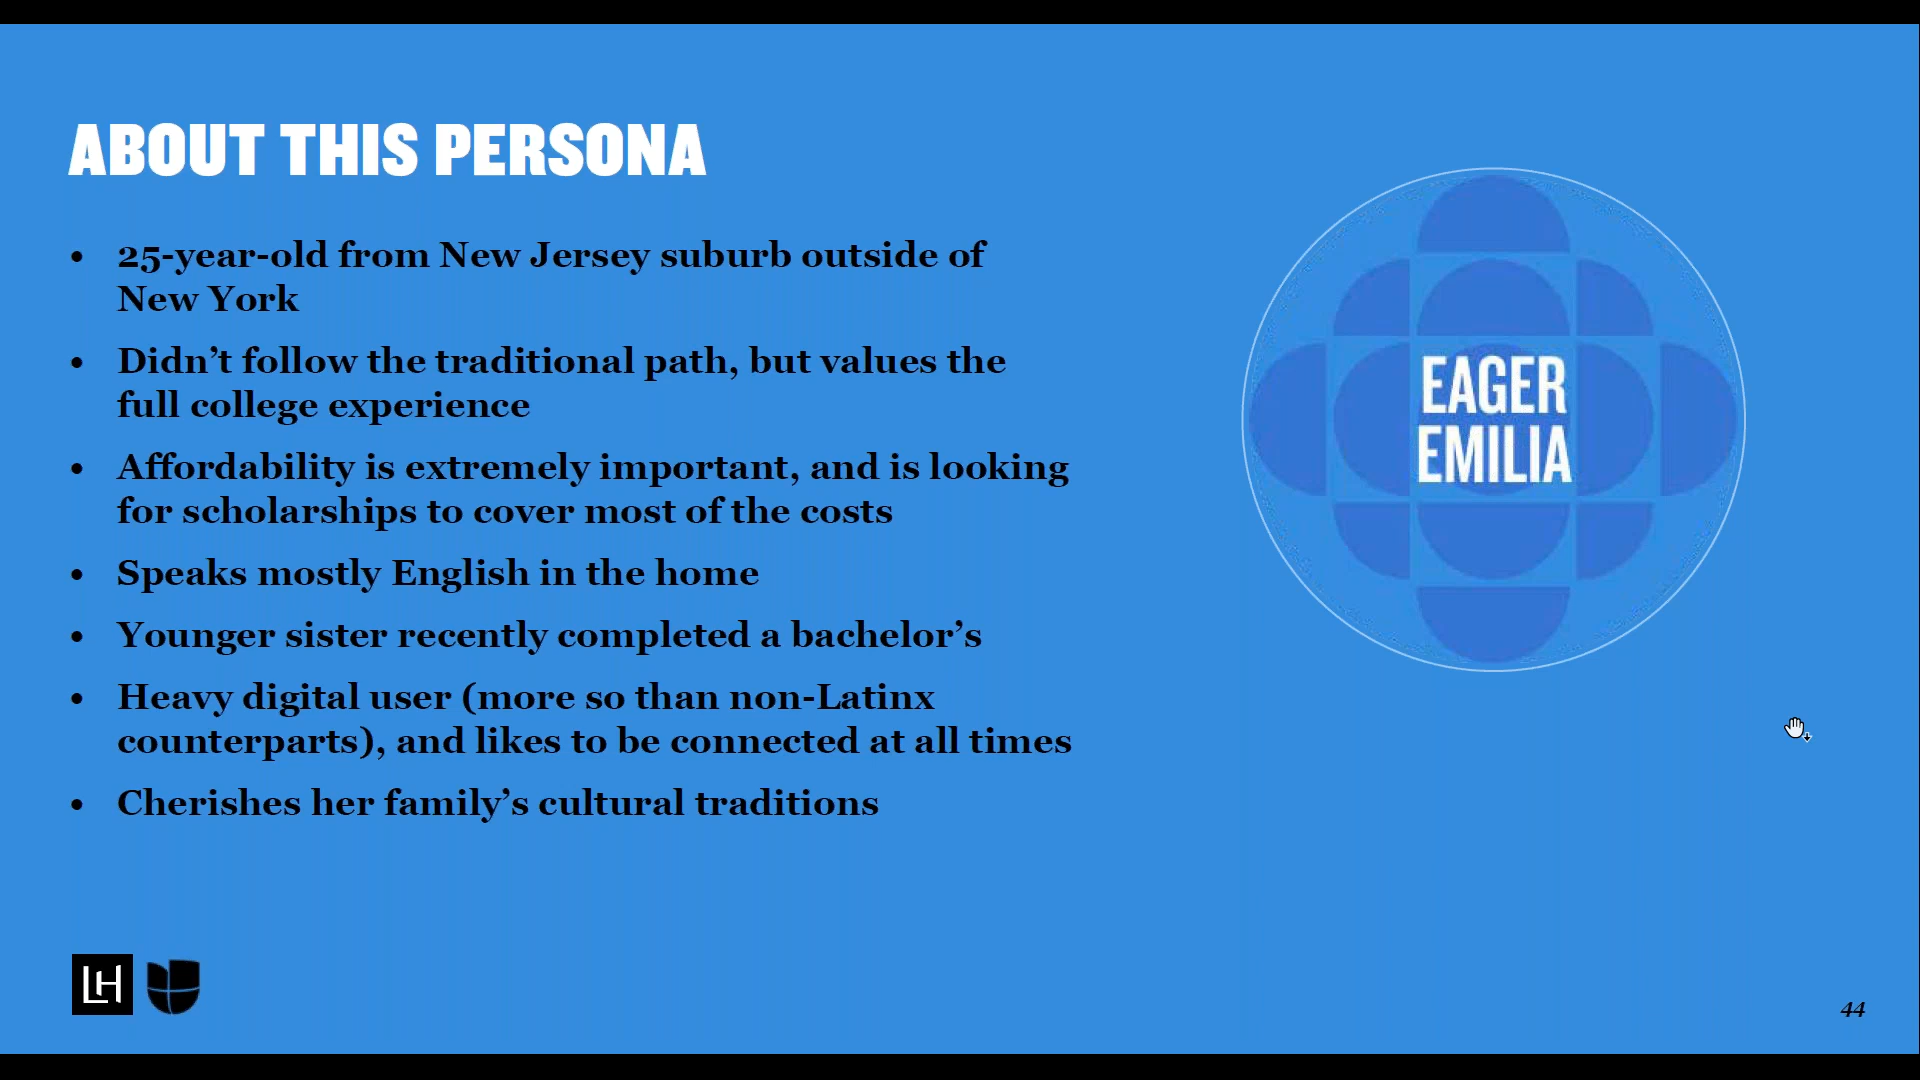 ABOUT THIS PERSONA
• 25-year-old from New Jersey suburb outside of
New York
• Didn’t follow the traditional path, but values the
full college experience
• Affordability is extremely important, and is looking
for scholarships to cover most of the costs
• Speaks mostly English in the home
• Younger sister recently completed a bachelor’s
• Heavy digital user (more so than non-Latinx
counterparts), and likes to be connected at all times
• Cherishes her family’s cultural traditions
EAGER
EMILIA
LH
44